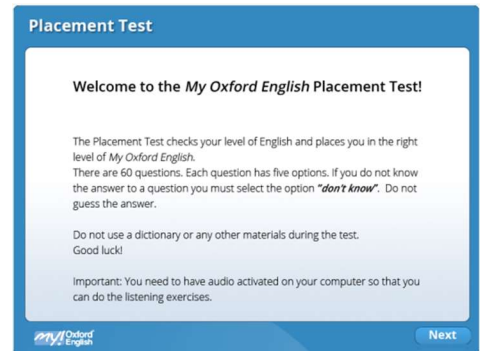 Placement Test
Welcome to the My Oxford English Placement Test!
The Placement Test checks your level of English and places you in the right
level of My Oxford English.
There are 60 questions. Each question has five options. If you do not know
the answer to a question you must select the option "don't know". Do not
guess the answer.
Do not use a dictionary or any other materials during the test.
Good luck!
Important: You need to have audio activated on your computer so that you
can do the listening exercises.
my! Oxford
English
Next